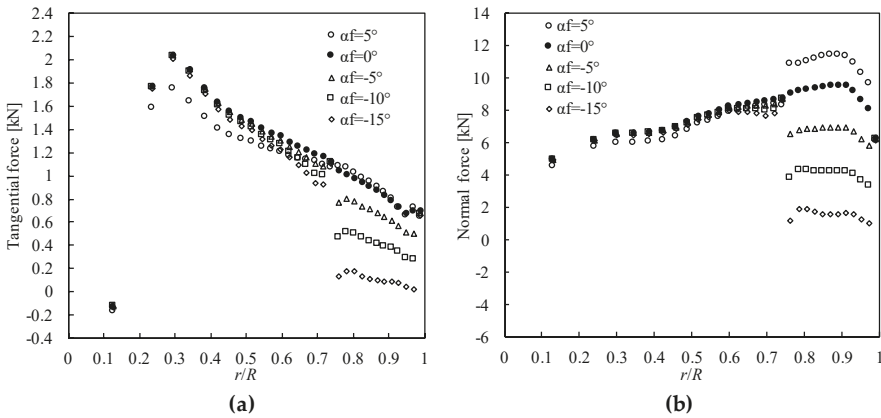 2.4
2.2
2
1.8
1.6
1.4
1.2
1
0.8
0.6
0.4
0.2
0
-0.2
-0.4
Tangential force [kN]
αf=5°
αf=0°
αf=-5°
αf=-10°
αf=-15°
0 0.1 0.2 0.3 0.4 0.5 0.6 0.7 0.8 0.9 1
r/R
(a)
14
12
10
8
6
4
2
0
-2
-4
-6
Normal force [kN]
αf=5°
αf=0°
αf=-5°
αf=-10°
αf=-15°
0 0.1 0.2 0.3 0.4 0.5 0.6 0.7 0.8 0.9 1
r/R
(b)